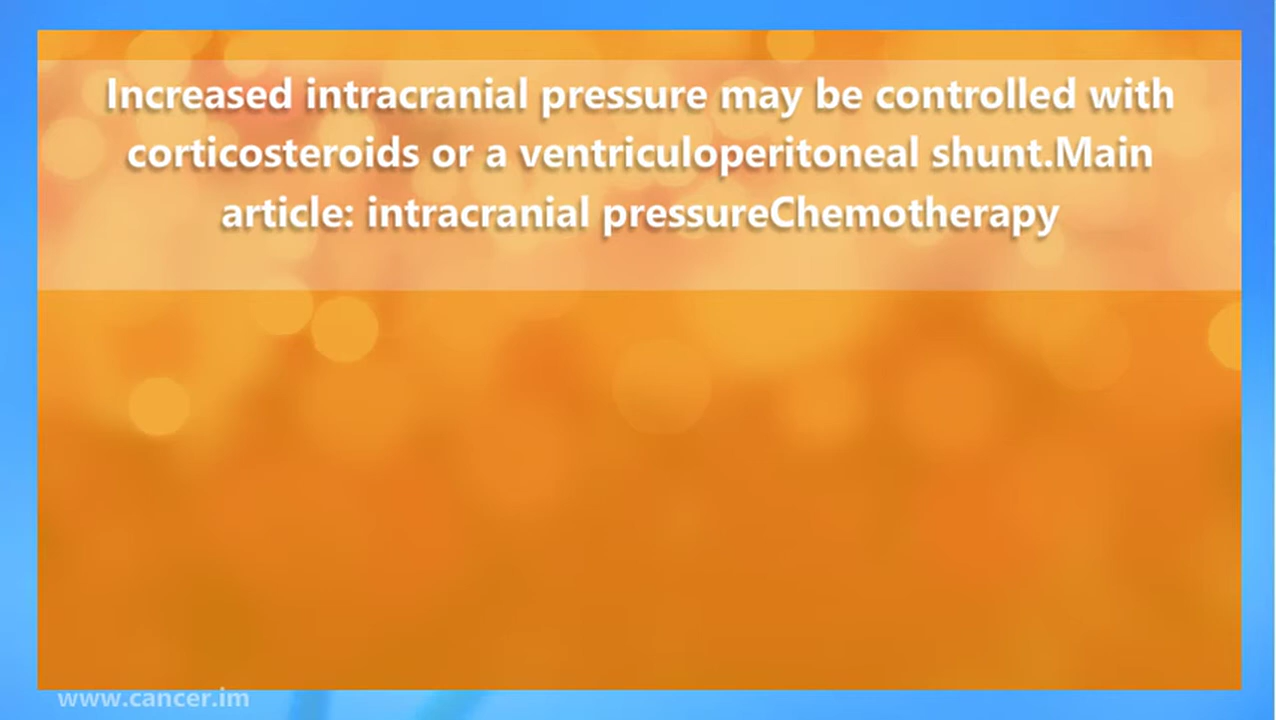 Increased intracranial pressure may be controlled with
corticosteroids or a ventriculoperitoneal shunt.Main
article: intracranial pressureChemotherapy
www.cancer.im